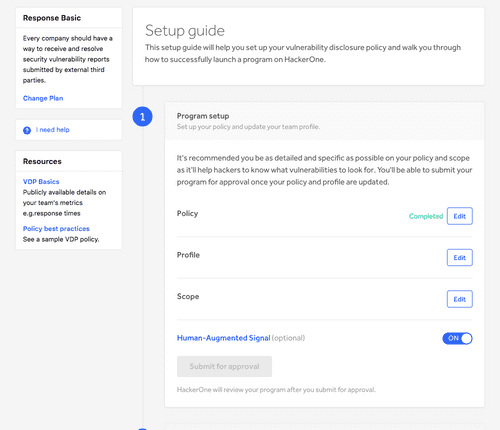 Response Basic
Every company should have a
way to receive and resolve
security vulnerability reports
submitted by external third
parties.
Change Plan
? I need help
Resources
VDP Basics
Publicly available details on
your team's metrics
e.g.response times
Policy best practices
See a sample VDP policy.
Setup guide
This setup guide will help you set up your vulnerability disclosure policy and walk you through
how to successfully launch a program on HackerOne.
1
Program setup
Set up your policy and update your team profile.
It's recommended you be as detailed and specific as possible on your policy and scope
as it'll help hackers to know what vulnerabilities to look for. You'll be able to submit your
program for approval once your policy and profile are updated.
Policy Completed Edit
Profile Edit
Scope Edit
Human-Augmented Signal (optional) ON
Submit for approval
HackerOne will review your program after you submit for approval.